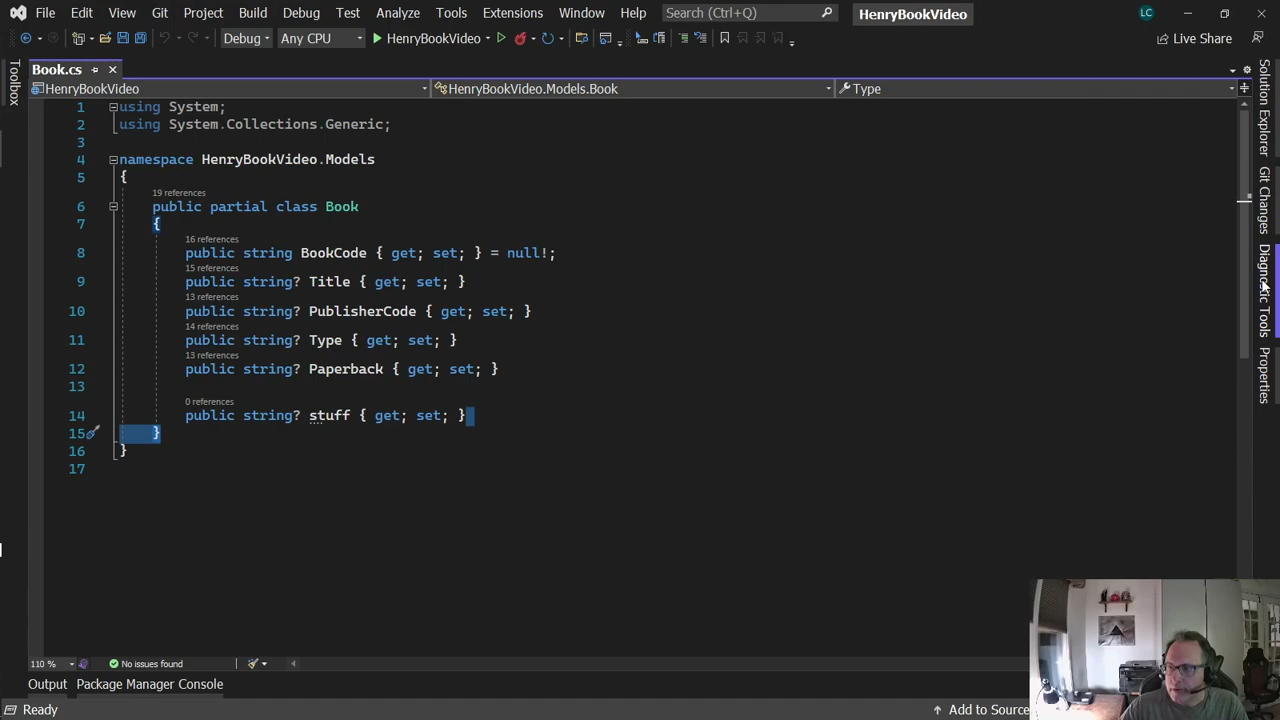 File Edit View Git Project Build Debug Test Analyze Tools Extensions Window Help Search (Ctrl+Q) HenryBookVideo LC
Debug Any CPU HenryBookVideo Live Share
Toolbox
Book.cs
HenryBookVideo HenryBookVideo.Models.Book Type
1 using System;
2 using System.Collections.Generic;
3
4 namespace HenryBookVideo.Models
5 {
19 references
6 public partial class Book
7 {
16 references
8 public string BookCode { get; set; } = null!;
15 references
9 public string? Title { get; set; }
13 references
10 public string? PublisherCode { get; set; }
14 references
11 public string? Type { get; set; }
13 references
12 public string? Paperback { get; set; }
13
0 references
14 public string? stuff { get; set; }
15 }
16 }
17
Solution Explorer
Git Changes
Diagnostic Tools
Properties
110 % No issues found
Output Package Manager Console
Ready Add to Source